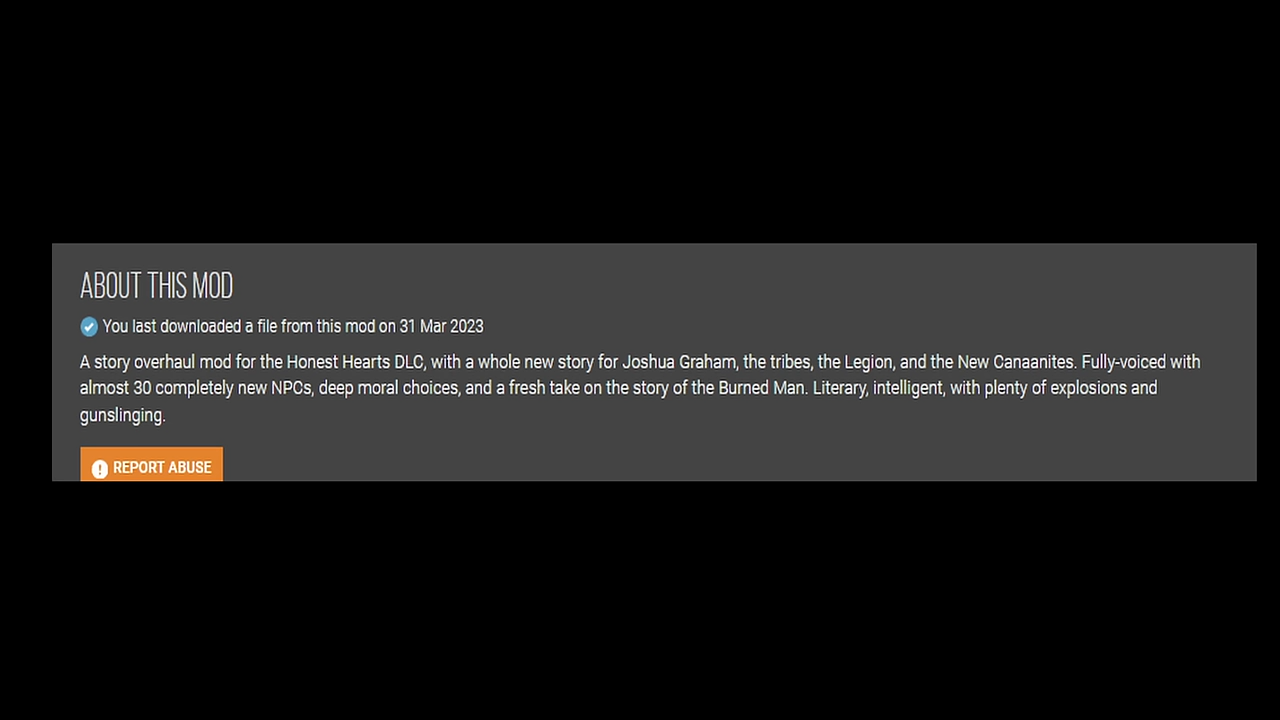 ABOUT THIS MOD
You last downloaded a file from this mod on 31 Mar 2023
A story overhaul mod for the Honest Hearts DLC, with a whole new story for Joshua Graham, the tribes, the Legion, and the New Canaanites. Fully-voiced with
almost 30 completely new NPCs, deep moral choices, and a fresh take on the story of the Burned Man. Literary, intelligent, with plenty of explosions and
gunslinging.
REPORT ABUSE